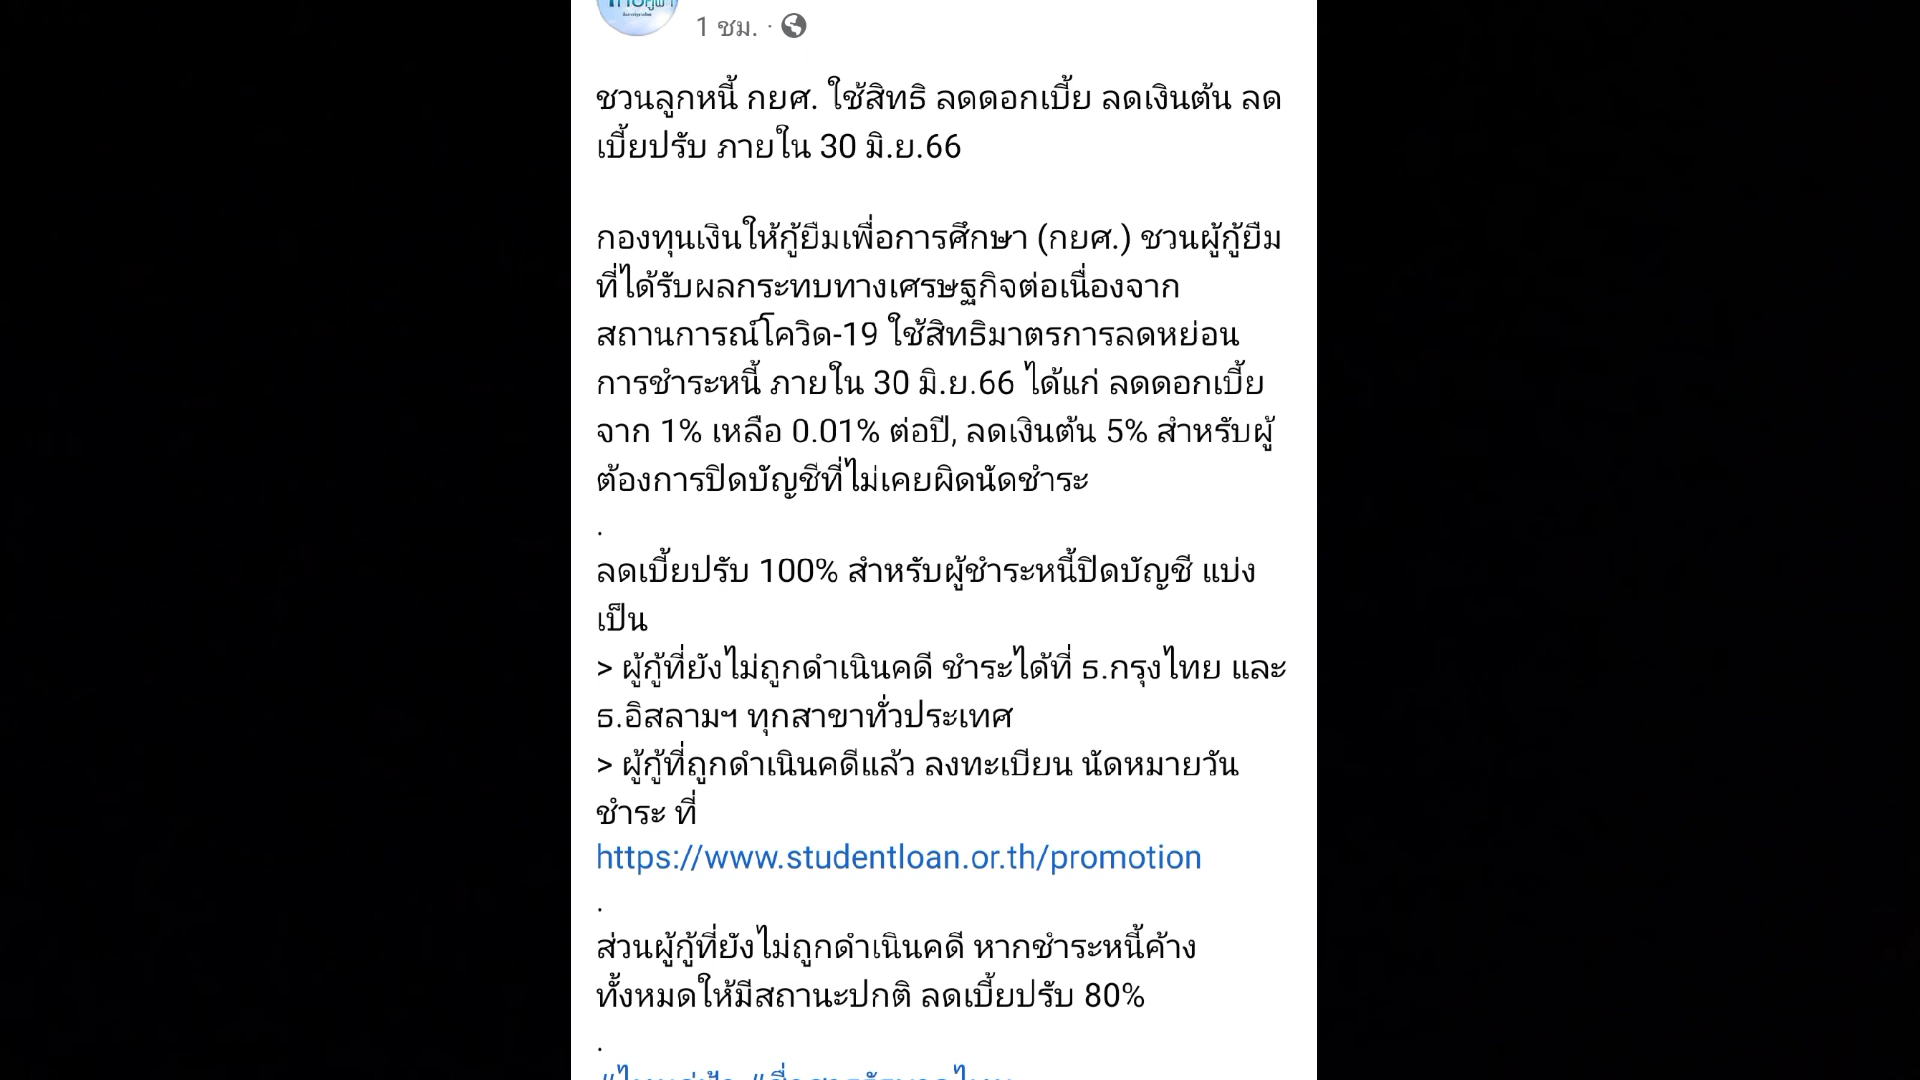 1 ชม. ·
ชวนลูกหนี้ กยศ. ใช้สิทธิ ลดดอกเบี้ย ลดเงินต้น ลด
เบี้ยปรับ ภายใน 30 มิ.ย.66
กองทุนเงินให้กู้ยืมเพื่อการศึกษา (กยศ.) ชวนผู้กู้ยืม
ที่ได้รับผลกระทบทางเศรษฐกิจต่อเนื่องจาก
สถานการณ์โควิด-19 ใช้สิทธิมาตรการลดหย่อน
การชำระหนี้ ภายใน 30 มิ.ย.66 ได้แก่ ลดดอกเบี้ย
จาก 1% เหลือ 0.01% ต่อปี, ลดเงินต้น 5% สำหรับผู้
ต้องการปิดบัญชีที่ไม่เคยผิดนัดชำระ
.
ลดเบี้ยปรับ 100% สำหรับผู้ชำระหนี้ปิดบัญชี แบ่ง
เป็น
> ผู้กู้ที่ยังไม่ถูกดำเนินคดี ชำระได้ที่ ธ.กรุงไทย และ
ธ.อิสลามฯ ทุกสาขาทั่วประเทศ
> ผู้กู้ที่ถูกดำเนินคดีแล้ว ลงทะเบียน นัดหมายวัน
ชำระ ที่
https://www.studentloan.or.th/promotion
.
ส่วนผู้กู้ที่ยังไม่ถูกดำเนินคดี หากชำระหนี้ค้าง
ทั้งหมดให้มีสถานะปกติ ลดเบี้ยปรับ 80%
.